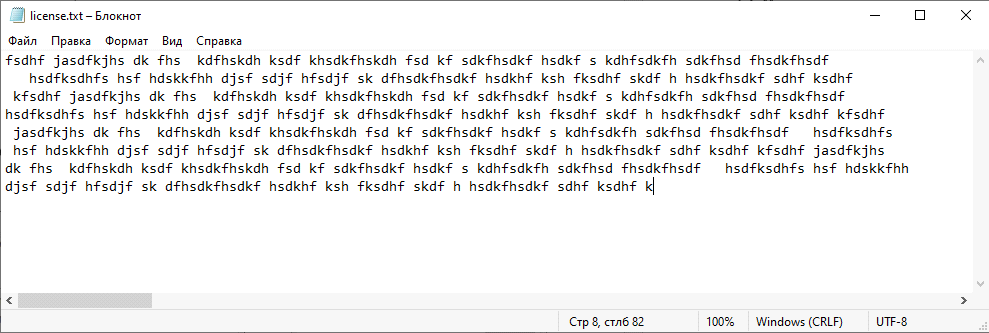 license.txt – Блокнот
Файл Правка Формат Вид Справка
fsdhf jasdfkjhs dk fhs  kdfhskdh ksdf khsdkfhskdh fsd kf sdkfhsdkf hsdkf s kdhfsdkfh sdkfhsd fhsdkfhsdf
   hsdfksdhfs hsf hdskkfhh djsf sdjf hfsdjf sk dfhsdkfhsdkf hsdkhf ksh fksdhf skdf h hsdkfhsdkf sdhf ksdhf
 kfsdhf jasdfkjhs dk fhs  kdfhskdh ksdf khsdkfhskdh fsd kf sdkfhsdkf hsdkf s kdhfsdkfh sdkfhsd fhsdkfhsdf
hsdfksdhfs hsf hdskkfhh djsf sdjf hfsdjf sk dfhsdkfhsdkf hsdkhf ksh fksdhf skdf h hsdkfhsdkf sdhf ksdhf kfsdhf
 jasdfkjhs dk fhs  kdfhskdh ksdf khsdkfhskdh fsd kf sdkfhsdkf hsdkf s kdhfsdkfh sdkfhsd fhsdkfhsdf   hsdfksdhfs
 hsf hdskkfhh djsf sdjf hfsdjf sk dfhsdkfhsdkf hsdkhf ksh fksdhf skdf h hsdkfhsdkf sdhf ksdhf kfsdhf jasdfkjhs
dk fhs  kdfhskdh ksdf khsdkfhskdh fsd kf sdkfhsdkf hsdkf s kdhfsdkfh sdkfhsd fhsdkfhsdf   hsdfksdhfs hsf hdskkfhh
djsf sdjf hfsdjf sk dfhsdkfhsdkf hsdkhf ksh fksdhf skdf h hsdkfhsdkf sdhf ksdhf k
Стр 8, стлб 82 100% Windows (CRLF) UTF-8